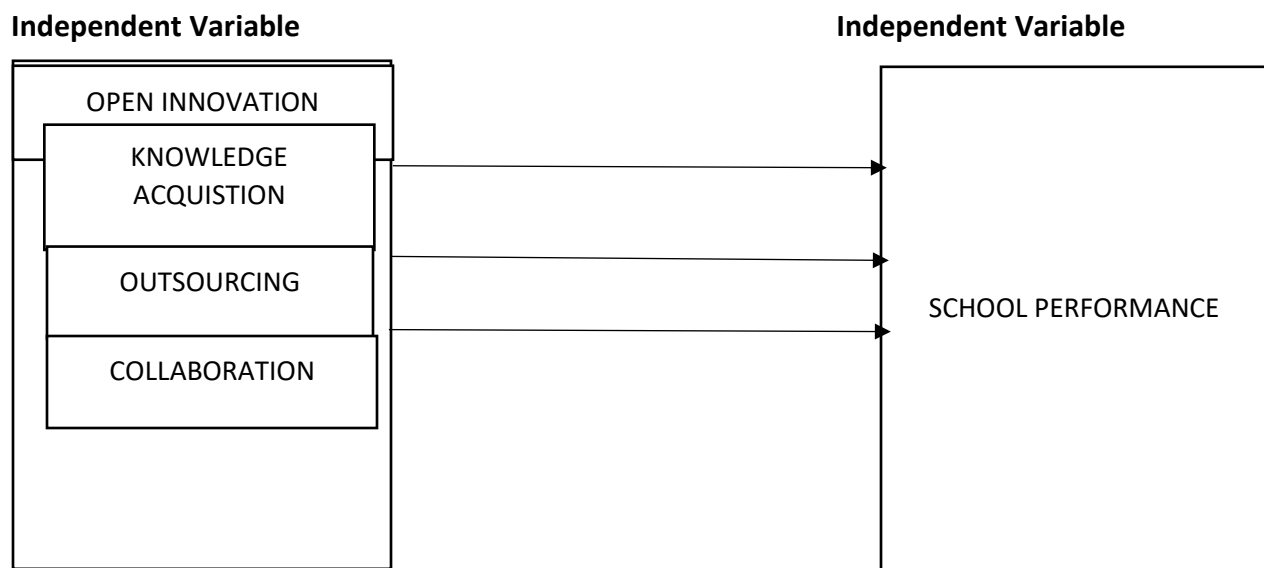 Independent Variable
Independent Variable
OPEN INNOVATION
KNOWLEDGE
ACQUISTION
OUTSOURCING
SCHOOL PERFORMANCE
COLLABORATION